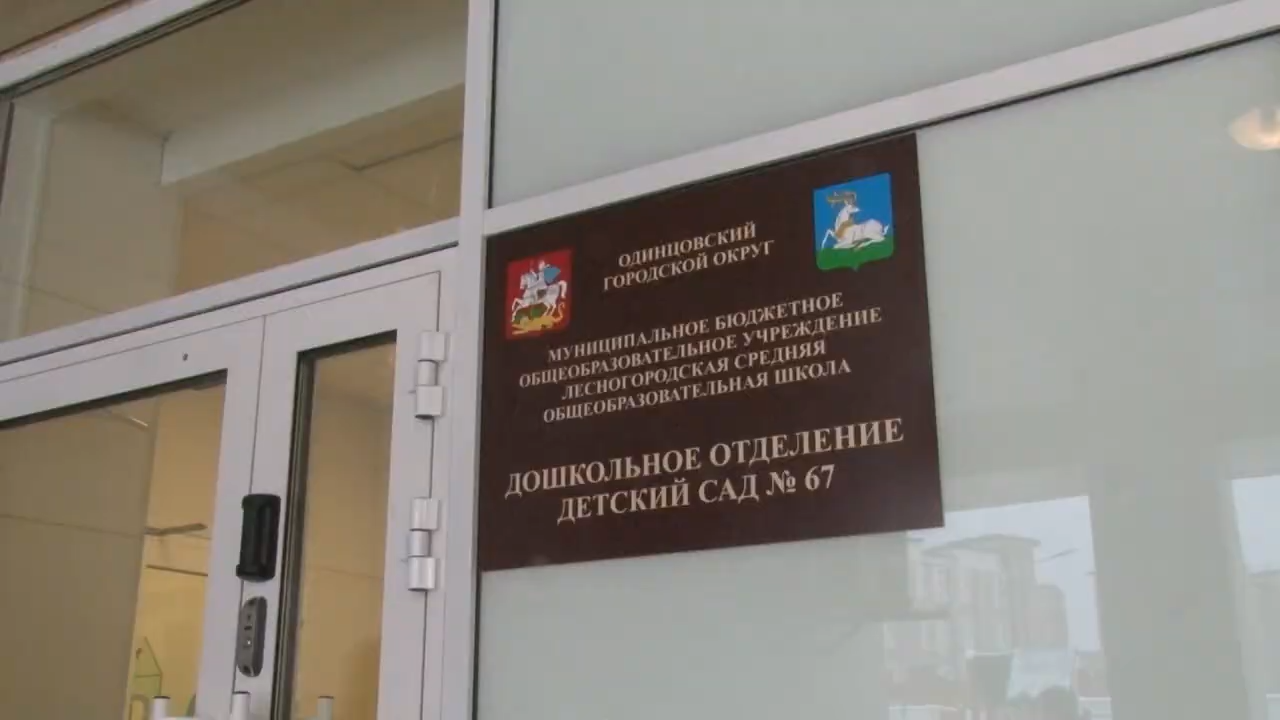 ОДИНЦОВСКИЙ
ГОРОДСКОЙ ОКРУГ
МУНИЦИПАЛЬНОЕ БЮДЖЕТНОЕ
ОБЩЕОБРАЗОВАТЕЛЬНОЕ УЧРЕЖДЕНИЕ
ЛЕСНОГОРОДСКАЯ СРЕДНЯЯ
ОБЩЕОБРАЗОВАТЕЛЬНАЯ ШКОЛА
ДОШКОЛЬНОЕ ОТДЕЛЕНИЕ
ДЕТСКИЙ САД № 67